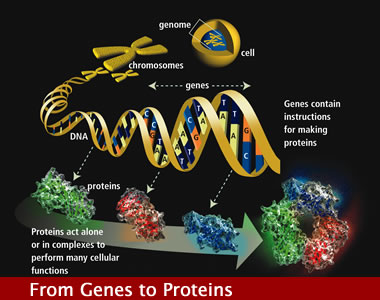 genome
cell
chromosomes
genes
Genes contain
instructions
for making
proteins
DNA
proteins
Proteins act alone
or in complexes to
perform many cellular
functions
From Genes to Proteins